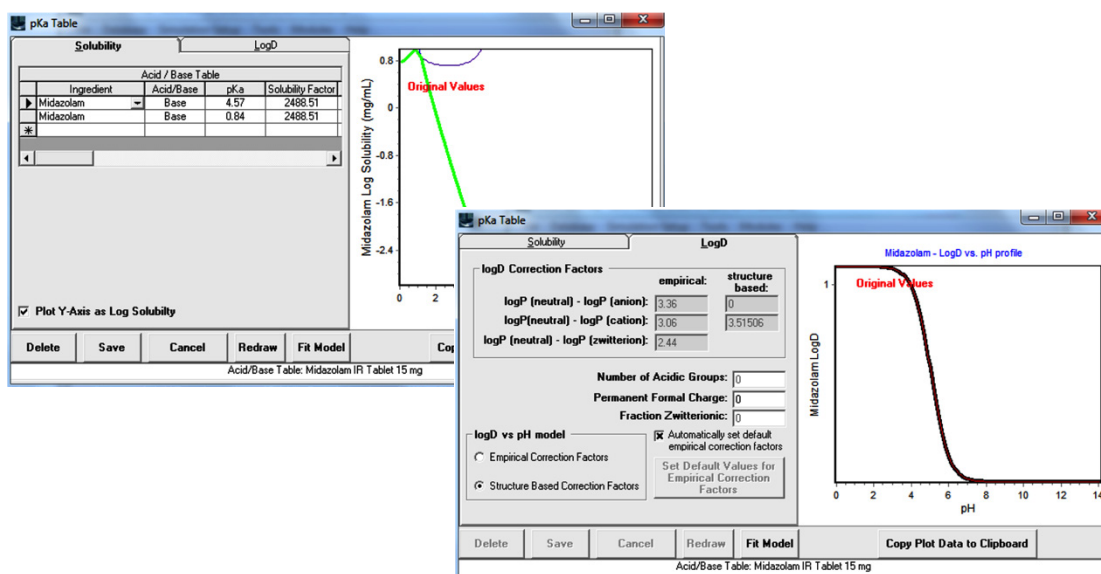 pKa Table
Solubility
LogD
Acid / Base Table
Ingredient Acid/Base pKa Solubility Factor
Midazolam Base 4.57 2488.51
Midazolam Base 0.84 2488.51
Plot Y-Axis as Log Solubilty
Delete Save Cancel Redraw Fit Model Cop
Acid/Base Table: Midazolam IR Tablet 15 mg
Midazolam Log Solubility (mg/mL)
0.8
0
-0.8
-1.6
-2.4
0 2
Original Values
pKa Table
Solubility
LogD
logD Correction Factors
empirical: structure based:
logP (neutral) - logP (anion): 3.36 0
logP(neutral) - logP (cation): 3.06 3.51506
logP (neutral) - logP (zwitterion): 2.44
Number of Acidic Groups: 0
Permanent Formal Charge: 0
Fraction Zwitterionic: 0
logD vs pH model
Empirical Correction Factors
Structure Based Correction Factors
Automatically set default
empirical correction factors
Set Default Values for
Empirical Correction
Factors
Midazolam - LogD vs. pH profile
Original Values
Midazolam LogD
1
0 2 4 6 8 10 12 14
pH
Delete Save Cancel Redraw Fit Model Copy Plot Data to Clipboard
Acid/Base Table: Midazolam IR Tablet 15 mg